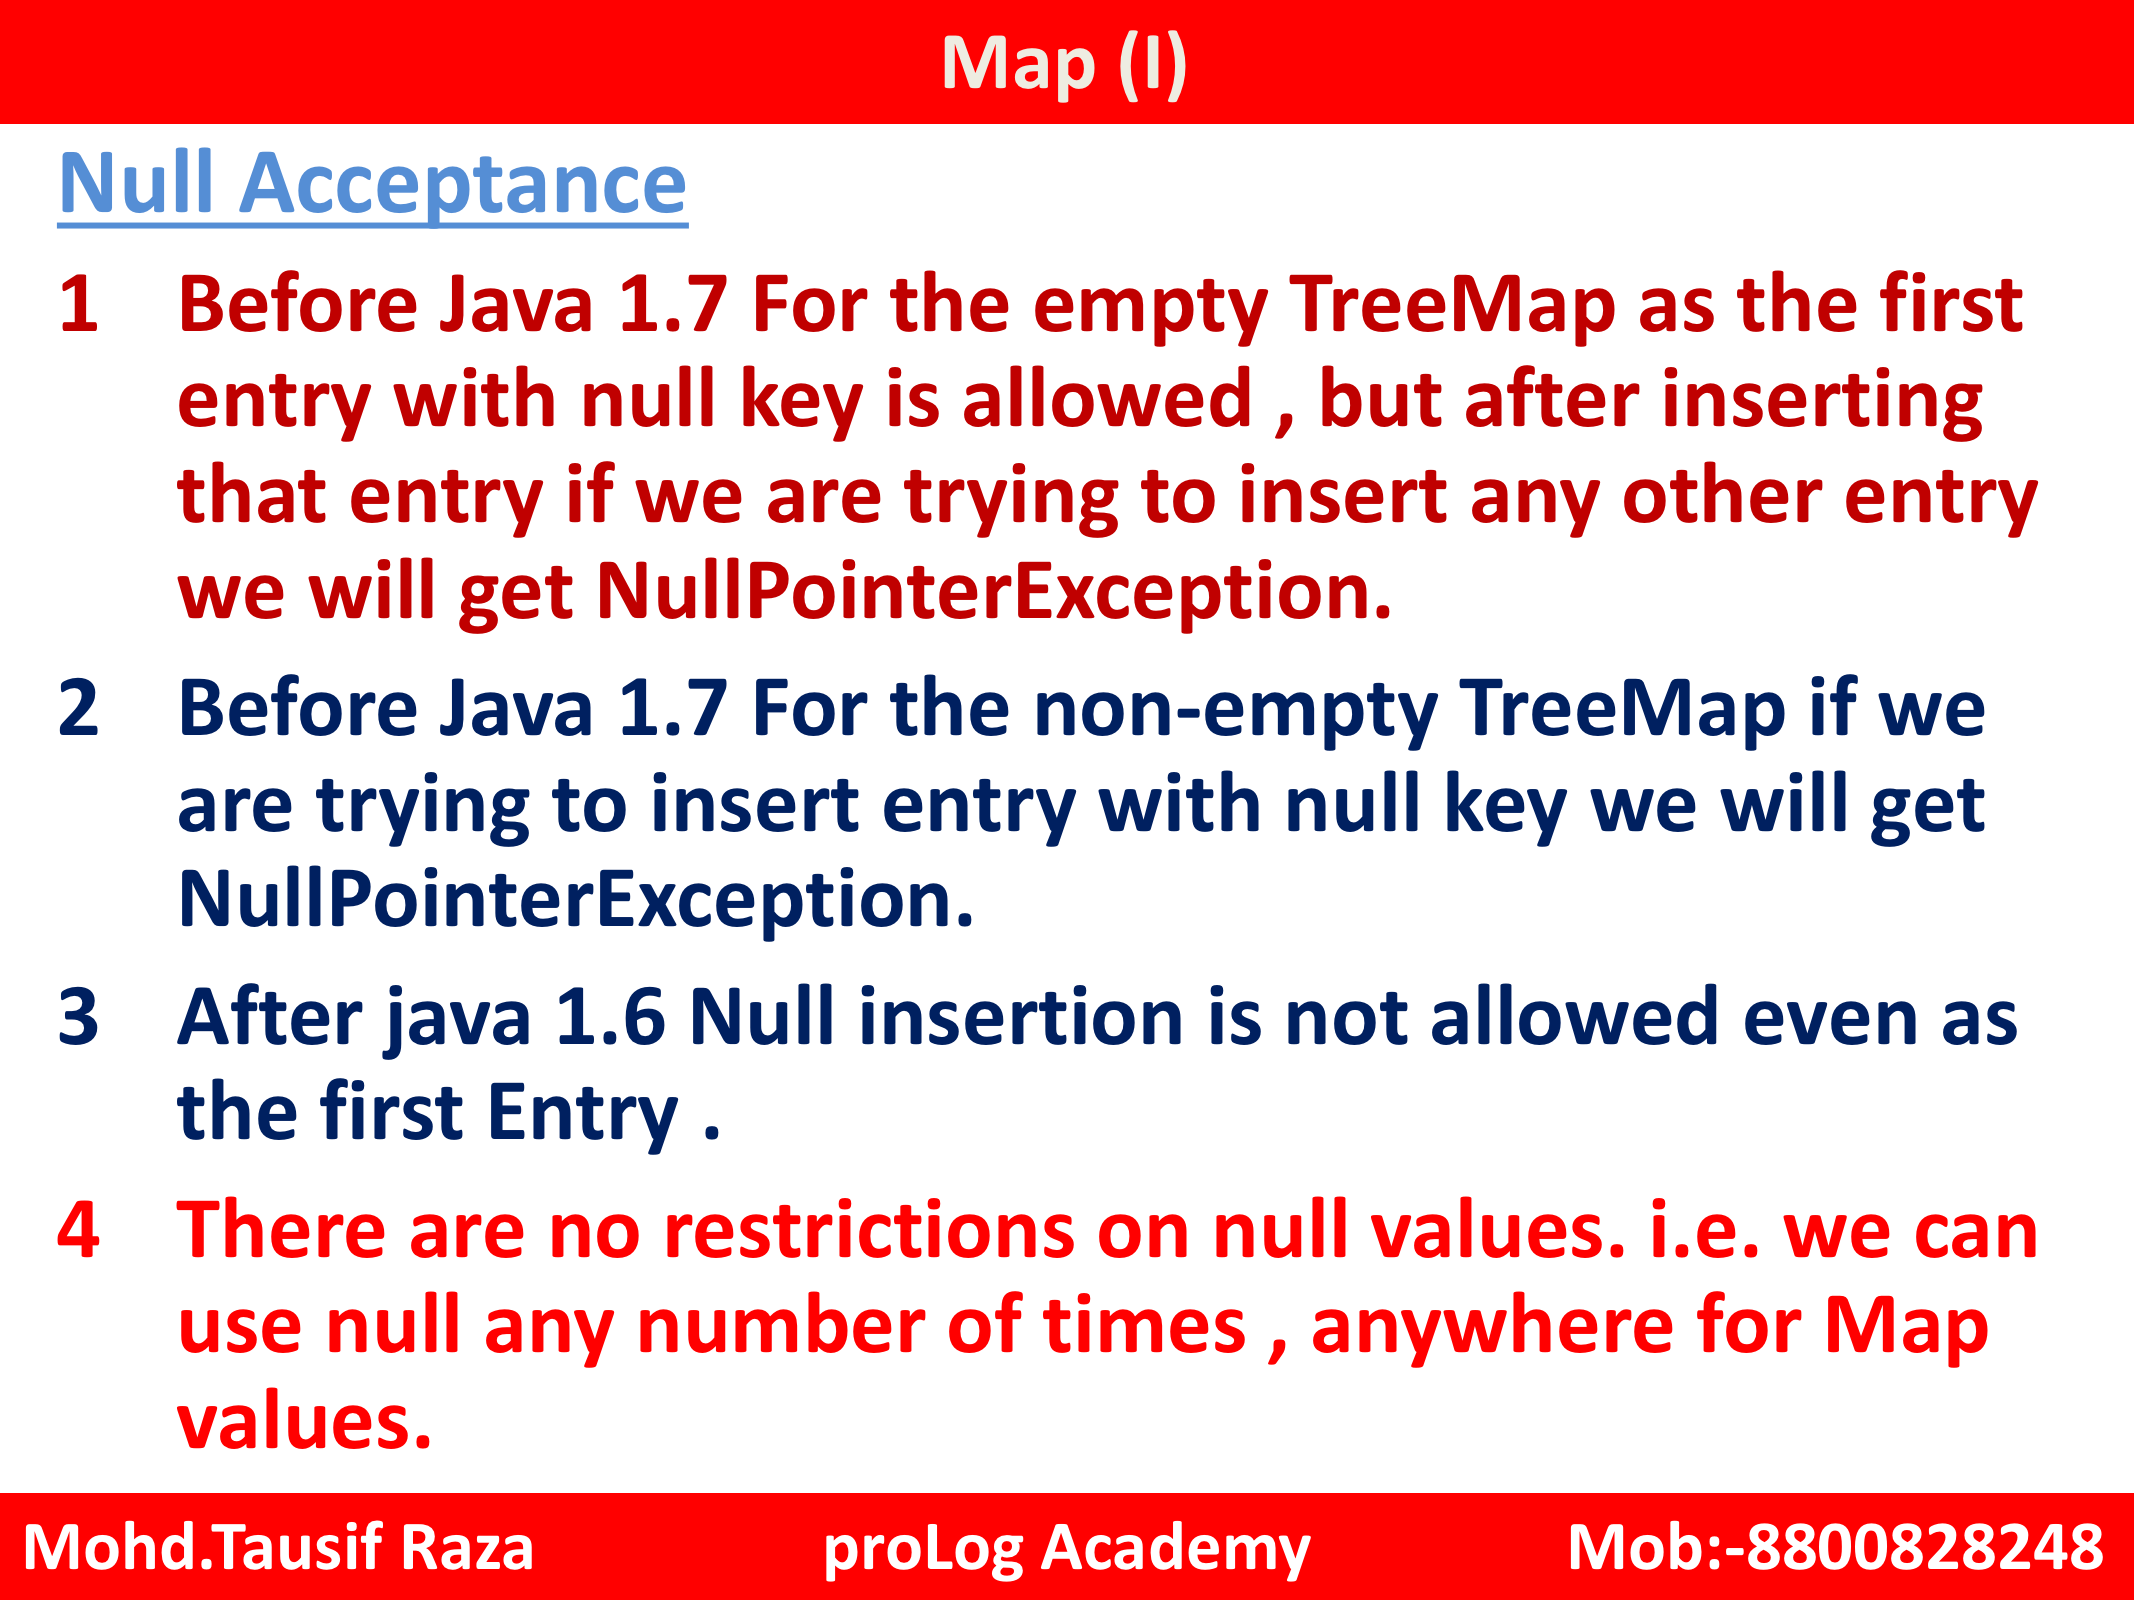 Map (I)
Null Acceptance
1 Before Java 1.7 For the empty TreeMap as the first
entry with null key is allowed , but after inserting
that entry if we are trying to insert any other entry
we will get NullPointerException.
2 Before Java 1.7 For the non-empty TreeMap if we
are trying to insert entry with null key we will get
NullPointerException.
3 After java 1.6 Null insertion is not allowed even as
the first Entry .
4 There are no restrictions on null values. i.e. we can
use null any number of times , anywhere for Map
values.
Mohd.Tausif Raza proLog Academy Mob:-8800828248